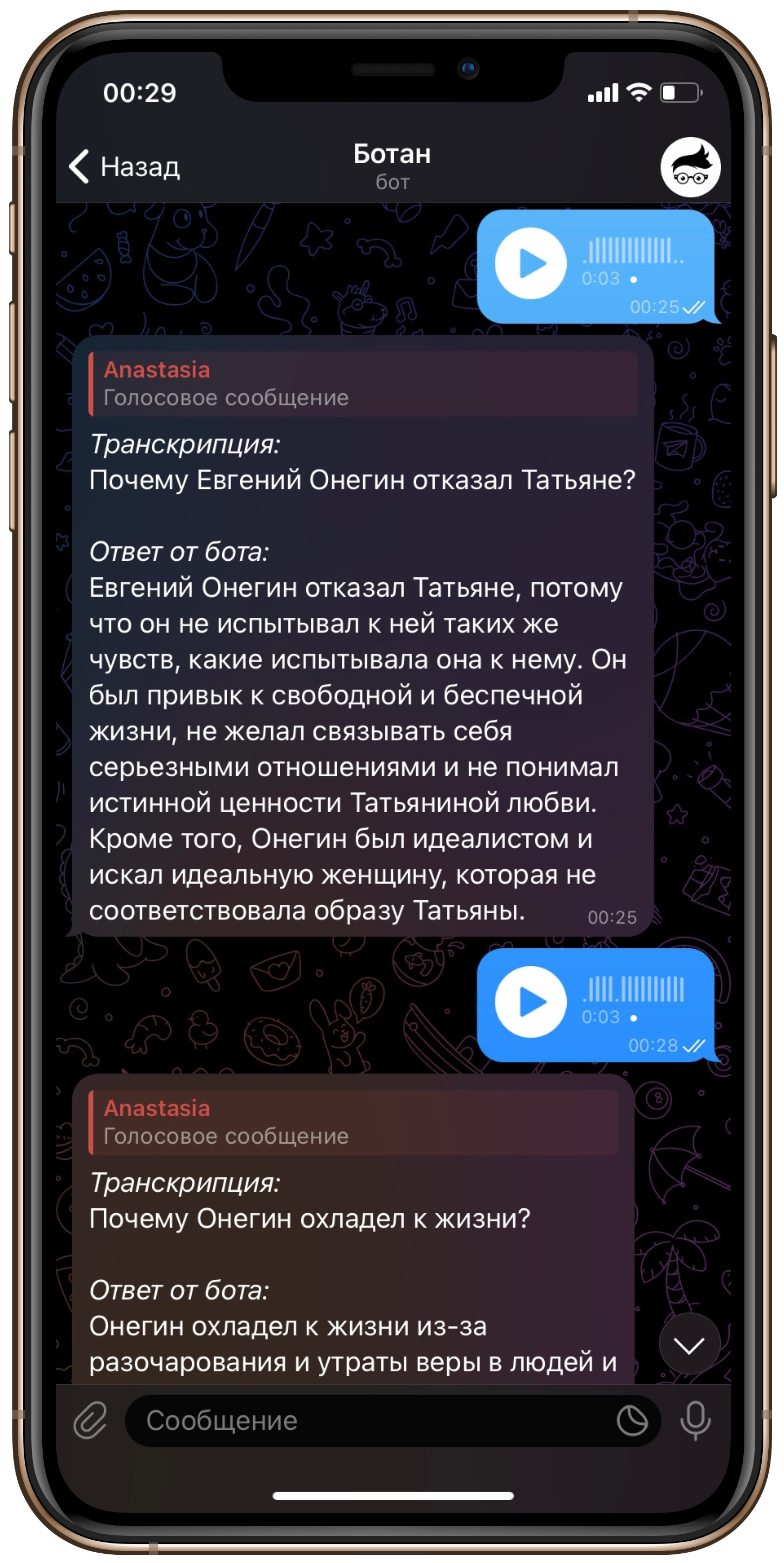 00:29
Назад
Ботан
бот
0:03
00:25
Anastasia
Голосовое сообщение
Транскрипция:
Почему Евгений Онегин отказал Татьяне?
Ответ от бота:
Евгений Онегин отказал Татьяне, потому
что он не испытывал к ней таких же
чувств, какие испытывала она к нему. Он
был привык к свободной и беспечной
жизни, не желал связывать себя
серьезными отношениями и не понимал
истинной ценности Татьяниной любви.
Кроме того, Онегин был идеалистом и
искал идеальную женщину, которая не
соответствовала образу Татьяны.
00:25
0:03
00:28
Anastasia
Голосовое сообщение
Транскрипция:
Почему Онегин охладел к жизни?
Ответ от бота:
Онегин охладел к жизни из-за
разочарования и утраты веры в людей и
Сообщение